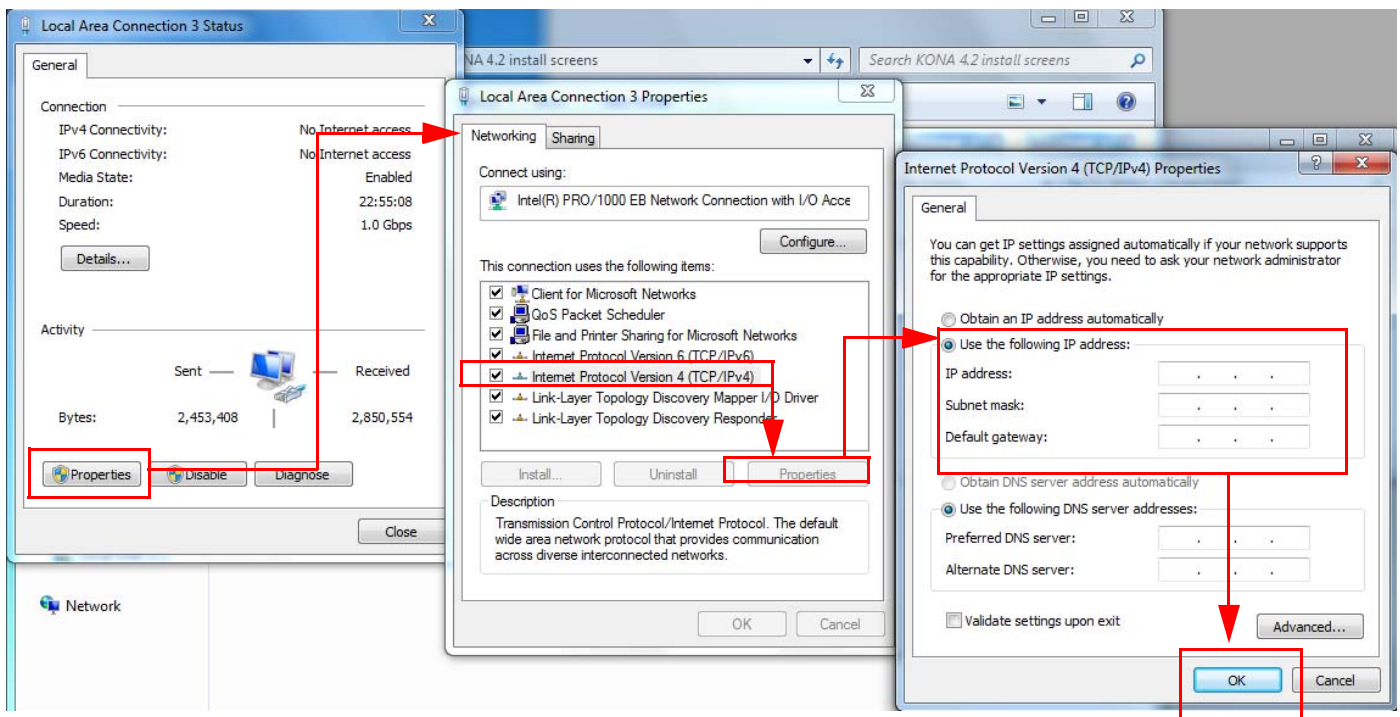 Local Area Connection 3 Status
General
Connection
IPv4 Connectivity: No Internet access
IPv6 Connectivity: No Internet access
Media State: Enabled
Duration: 22:55:08
Speed: 1.0 Gbps
Details...
Activity
Sent Received
Bytes: 2,453,408 2,850,554
Properties Disable Diagnose
Close
Network
NA 4.2 install screens
Search KONA 4.2 install screens
Local Area Connection 3 Properties
Networking Sharing
Connect using:
Intel(R) PRO/1000 EB Network Connection with I/O Acce
Configure...
This connection uses the following items:
Client for Microsoft Networks
QoS Packet Scheduler
File and Printer Sharing for Microsoft Networks
Internet Protocol Version 6 (TCP/IPv6)
Internet Protocol Version 4 (TCP/IPv4)
Link-Layer Topology Discovery Mapper I/O Driver
Link-Layer Topology Discovery Responder
Install... Uninstall Properties
Description
Transmission Control Protocol/Internet Protocol. The default
wide area network protocol that provides communication
across diverse interconnected networks.
OK Cancel
Internet Protocol Version 4 (TCP/IPv4) Properties
General
You can get IP settings assigned automatically if your network supports
this capability. Otherwise, you need to ask your network administrator
for the appropriate IP settings.
Obtain an IP address automatically
Use the following IP address:
IP address: . . .
Subnet mask: . . .
Default gateway: . . .
Obtain DNS server address automatically
Use the following DNS server addresses:
Preferred DNS server: . . .
Alternate DNS server: . . .
Validate settings upon exit
Advanced...
OK Cancel